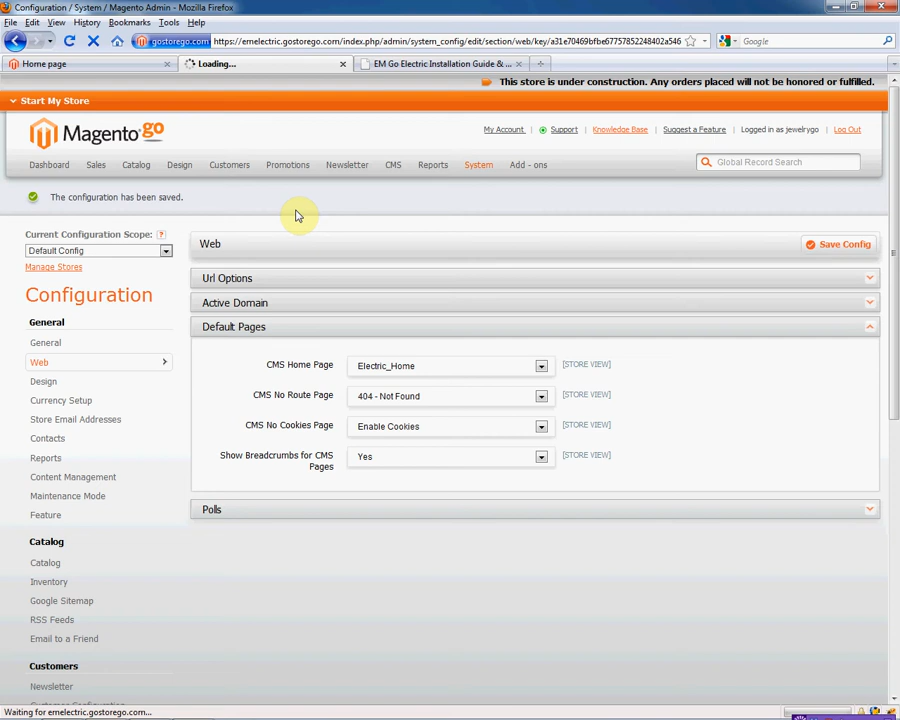 Configuration / System / Magento Admin - Mozilla Firefox
File Edit View History Bookmarks Tools Help
gostorego.com https://emelectric.gostorego.com/index.php/admin/system_config/edit/section/web/key/a31e70469bfbe67757852248402a546 Google
Home page Loading... EM Go Electric Installation Guide & ...
This store is under construction. Any orders placed will not be honored or fulfilled.
Start My Store
Magento go My Account Support Knowledge Base Suggest a Feature Logged in as jewelrygo Log Out
Dashboard Sales Catalog Design Customers Promotions Newsletter CMS Reports System Add - ons Global Record Search
The configuration has been saved.
Current Configuration Scope: ?
Default Config
Manage Stores
Configuration
General
General
Web
Design
Currency Setup
Store Email Addresses
Contacts
Reports
Content Management
Maintenance Mode
Feature
Catalog
Catalog
Inventory
Google Sitemap
RSS Feeds
Email to a Friend
Customers
Newsletter
Web Save Config
Url Options
Active Domain
Default Pages
CMS Home Page Electric_Home [STORE VIEW]
CMS No Route Page 404 - Not Found [STORE VIEW]
CMS No Cookies Page Enable Cookies [STORE VIEW]
Show Breadcrumbs for CMS Pages Yes [STORE VIEW]
Polls
Waiting for emelectric.gostorego.com...